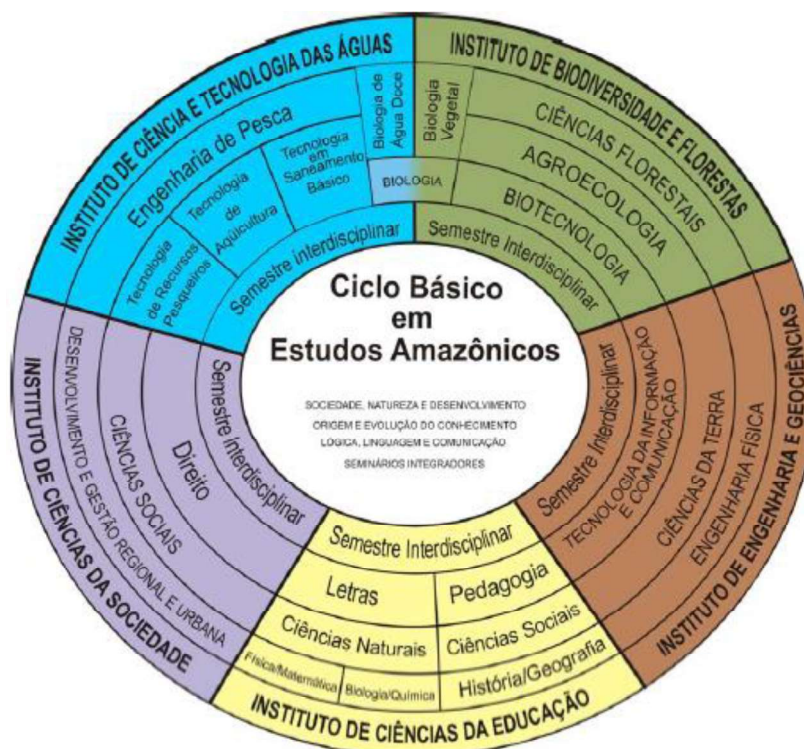 INSTITUTO DE CIÊNCIA E TECNOLOGIA DAS ÁGUAS
Engenharia de Pesca
Biologia de
Água Doce
Tecnologia
em
Saneamento
Básico
Tecnologia
de
Aqüicultura
Tecnologia
de Recursos
Pesqueiros
BIOLOGIA
Semestre interdisciplinar
INSTITUTO DE BIODIVERSIDADE E FLORESTAS
Biologia
Vegetal
CIÊNCIAS FLORESTAIS
AGROECOLOGIA
BIOTECNOLOGIA
Semestre Interdisciplinar
Ciclo Básico
em
Estudos Amazônicos
SOCIEDADE, NATUREZA E DESENVOLVIMENTO
ORIGEM E EVOLUÇÃO DO CONHECIMENTO
LÓGICA, LINGUAGEM E COMUNICAÇÃO
SEMINÁRIOS INTEGRADORES
INSTITUTO DE CIÊNCIAS DA SOCIEDADE
DESENVOLVIMENTO E GESTÃO REGIONAL E URBANA
CIÊNCIAS SOCIAIS
Direito
Semestre interdisciplinar
Semestre Interdisciplinar
TECNOLOGIA DA INFORMAÇÃO
E COMUNICAÇÃO
CIÊNCIAS DA TERRA
ENGENHARIA FÍSICA
INSTITUTO DE ENGENHARIA E GEOCIÊNCIAS
Semestre Interdisciplinar
Letras
Pedagogia
Ciências Naturais
Ciências Sociais
Física/Matemática
Biologia/Química
História/Geografia
INSTITUTO DE CIÊNCIAS DA EDUCAÇÃO